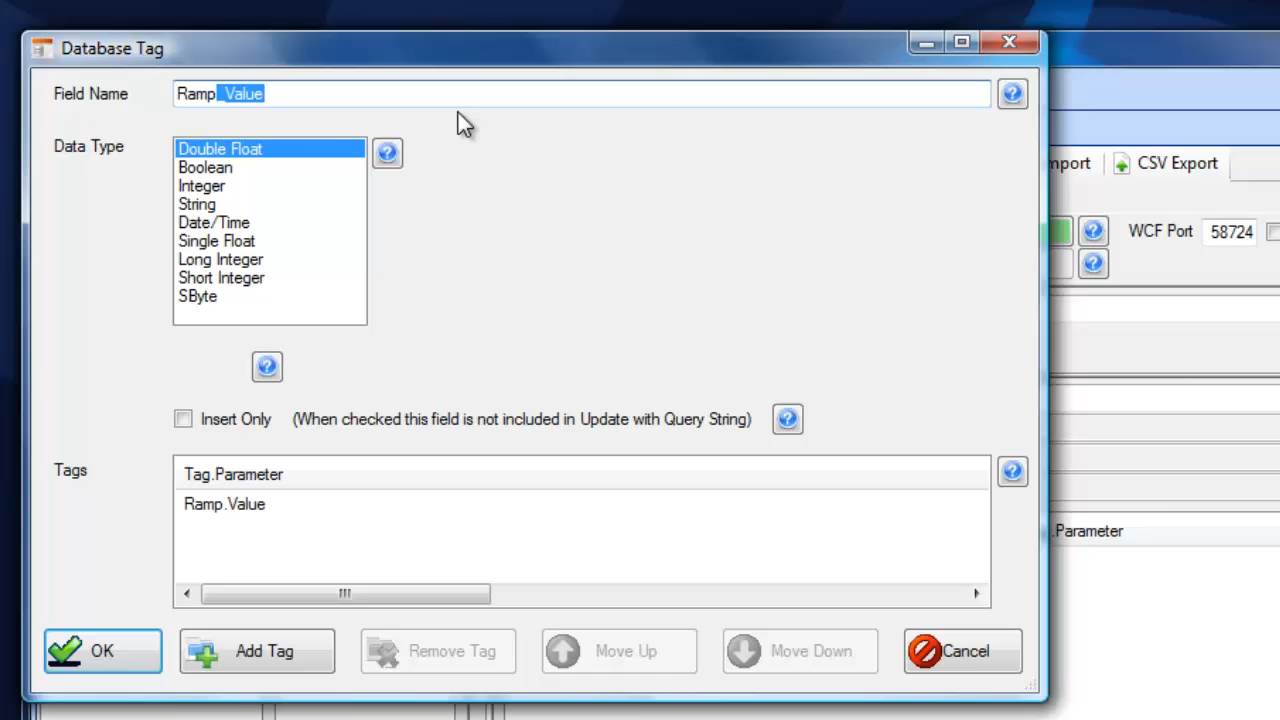 Database Tag
Field Name
Ramp_Value
Data Type
Double Float
Boolean
Integer
String
Date/Time
Single Float
Long Integer
Short Integer
SByte
Insert Only (When checked this field is not included in Update with Query String)
Tags
Tag.Parameter
Ramp.Value
OK
Add Tag
Remove Tag
Move Up
Move Down
Cancel
mport
CSV Export
WCF Port 58724
.Parameter